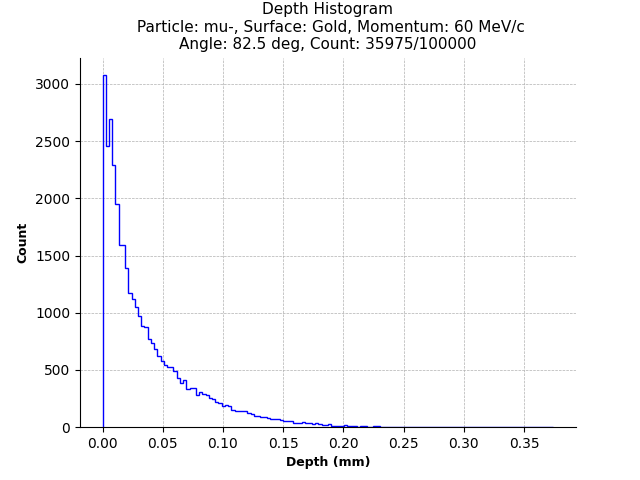 Depth Histogram
Particle: mu-, Surface: Gold, Momentum: 60 MeV/c
Angle: 82.5 deg, Count: 35975/100000
3000
2500
2000
1500
1000
500
0
Count
0.00 0.05 0.10 0.15 0.20 0.25 0.30 0.35
Depth (mm)